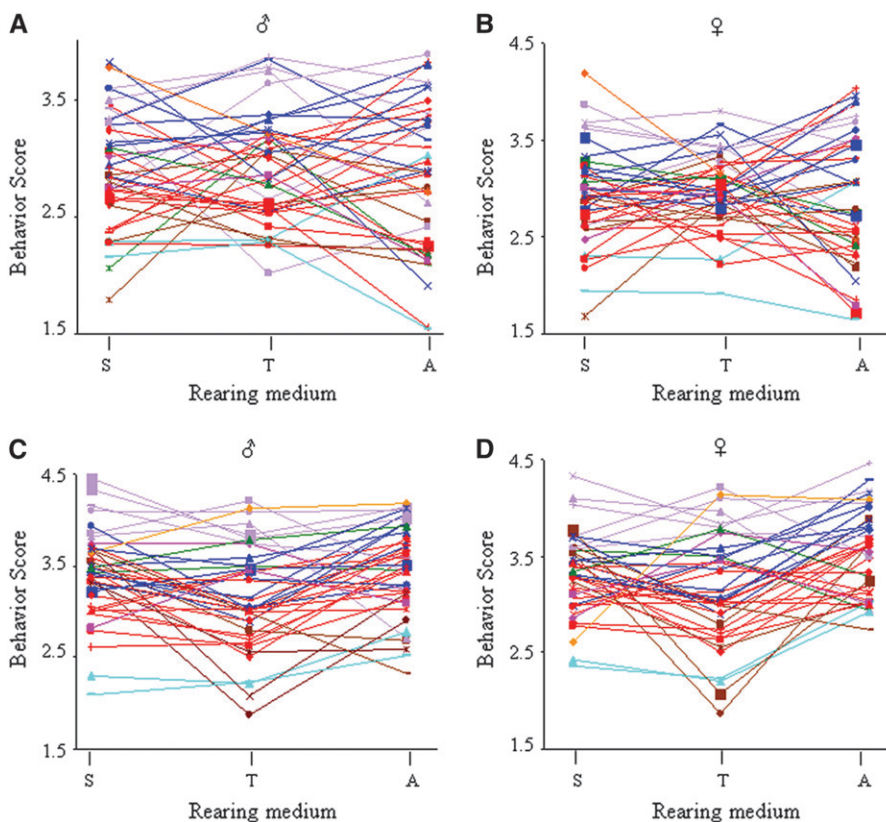 A ♂
3.5
2.5
1.5
Behavior Score
S T A
Rearing medium
B ♀
4.5
3.5
2.5
1.5
Behavior Score
S T A
Rearing medium
C ♂
4.5
3.5
2.5
1.5
Behavior Score
S T A
Rearing medium
D ♀
4.5
3.5
2.5
1.5
Behavior Score
S T A
Rearing medium